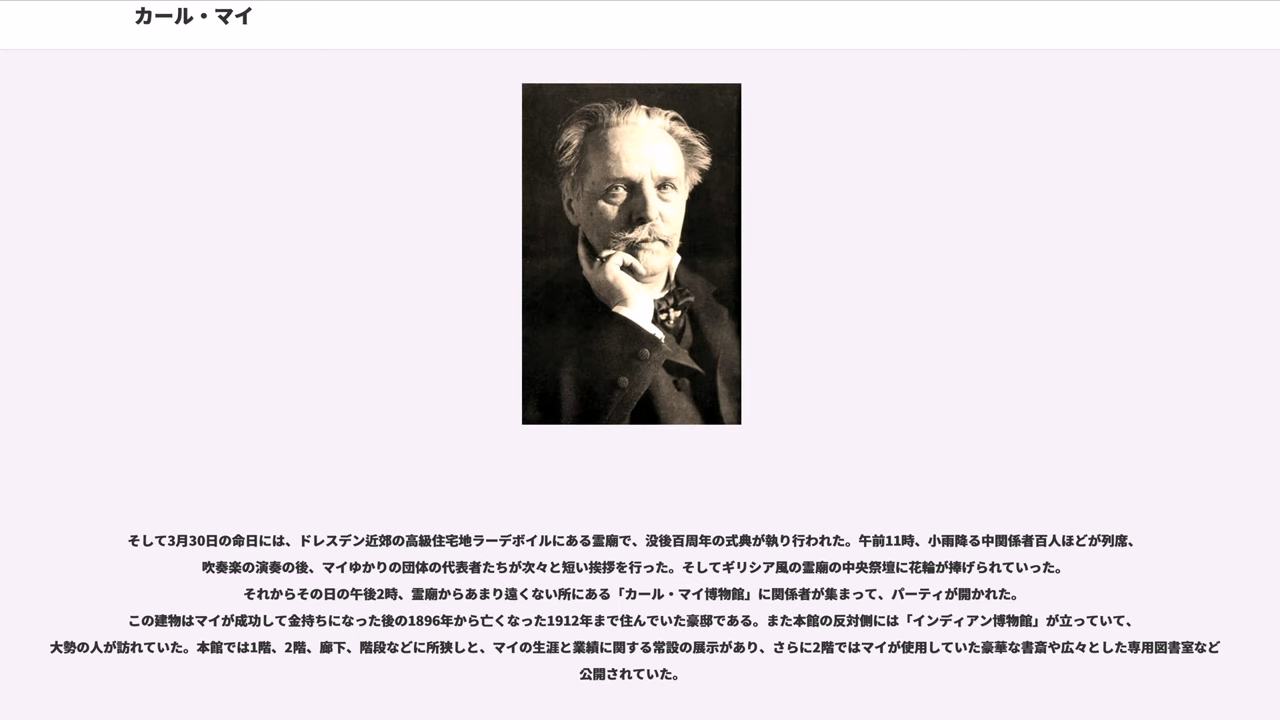 カール・マイ
そして3月30日の命日には、ドレスデン近郊の高級住宅地ラーデボイルにある霊廟で、没後百周年の式典が執り行われた。午前11時、小雨降る中関係者百人ほどが列席、
吹奏楽の演奏の後、マイゆかりの団体の代表者たちが次々と短い挨拶を行った。そしてギリシア風の霊廟の中央祭壇に花輪が捧げられていった。
それからその日の午後2時、霊廟からあまり遠くない所にある「カール・マイ博物館」に関係者が集まって、パーティが開かれた。
この建物はマイが成功して金持ちになった後の1896年から亡くなった1912年まで住んでいた豪邸である。また本館の反対側には「インディアン博物館」が立っていて、
大勢の人が訪れていた。本館では1階、2階、廊下、階段などに所狭しと、マイの生涯と業績に関する常設の展示があり、さらに2階ではマイが使用していた豪華な書斎や広々とした専用図書室など
公開されていた。